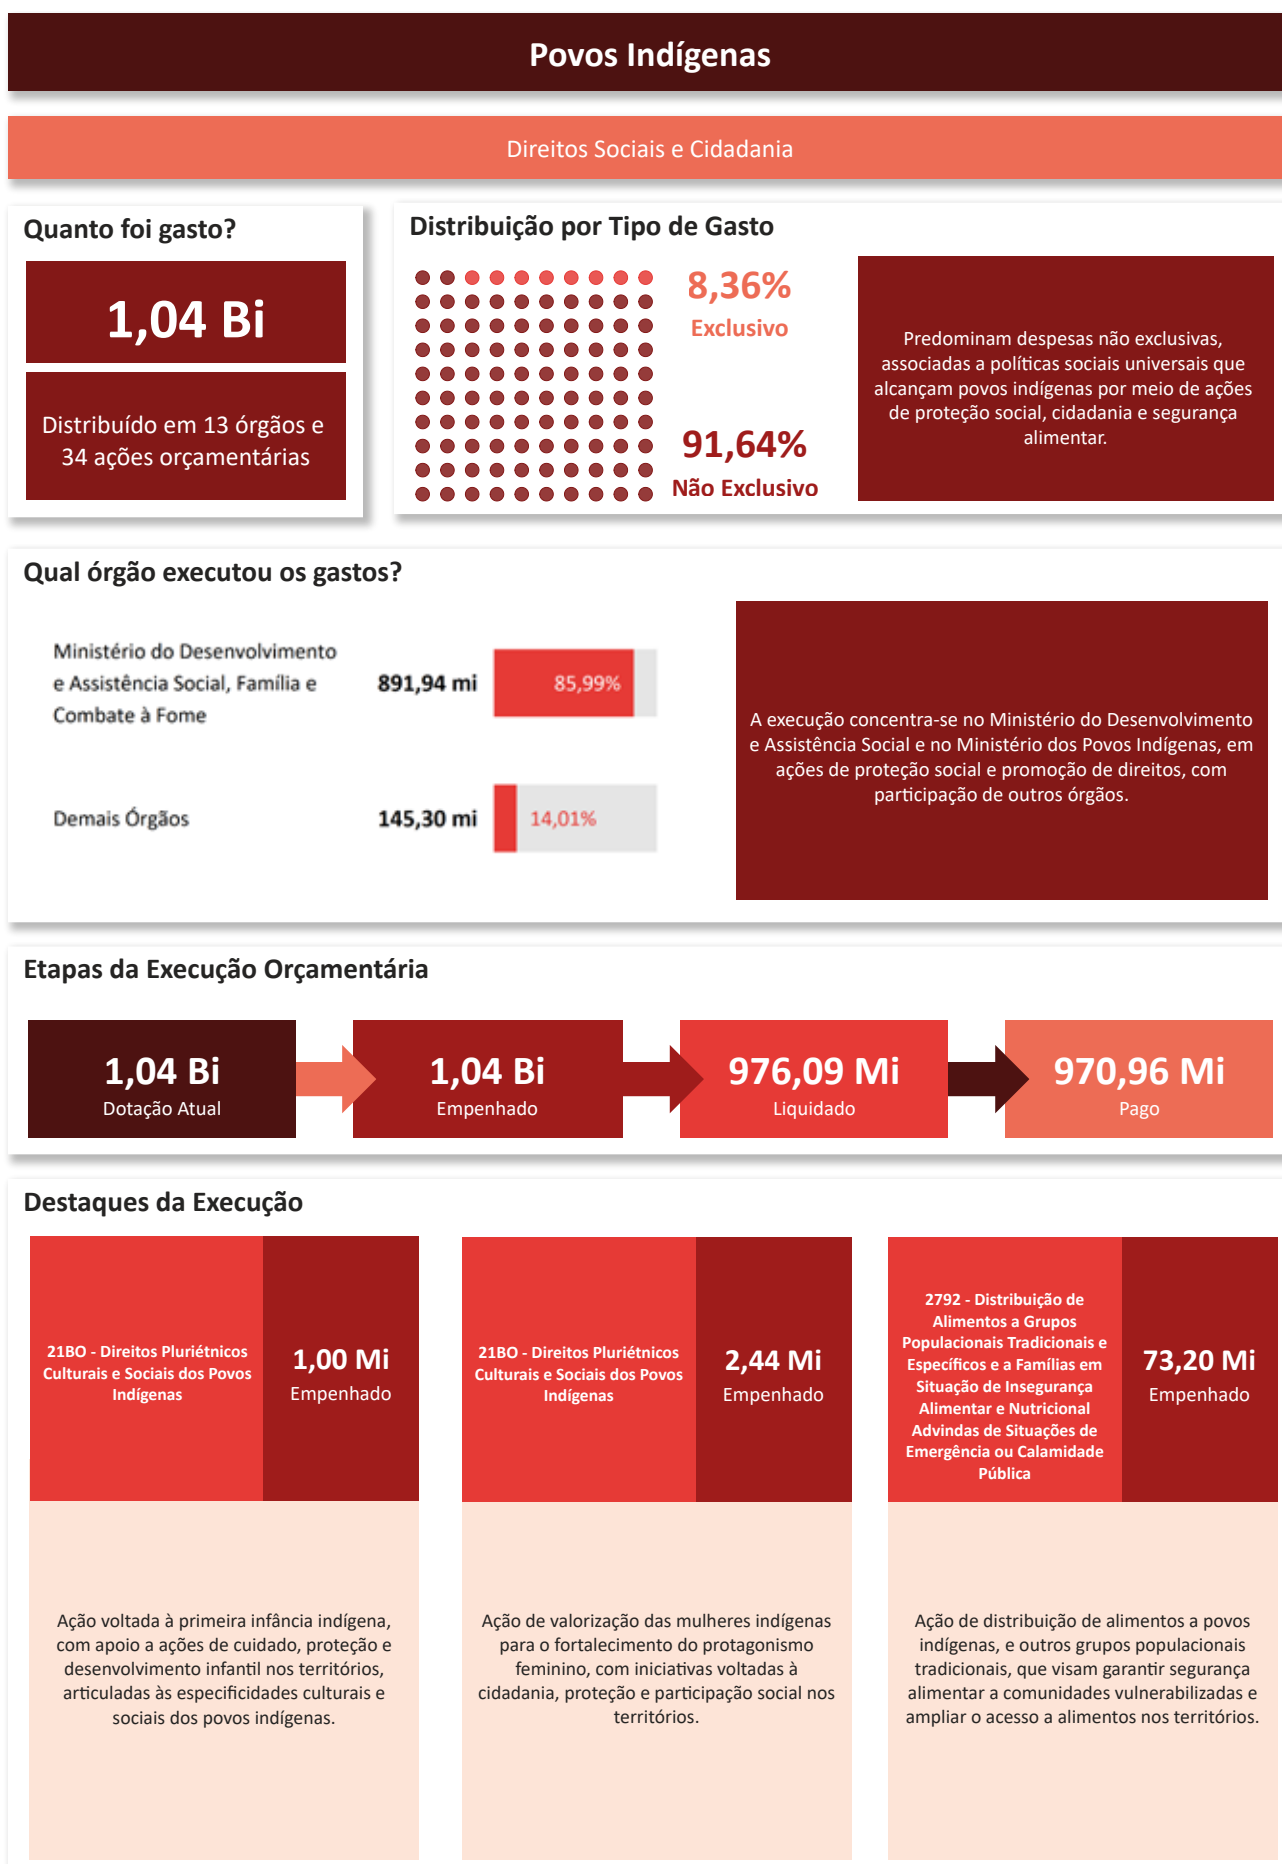 Povos Indígenas
Direitos Sociais e Cidadania
Quanto foi gasto?
1,04 Bi
Distribuído em 13 órgãos e
34 ações orçamentárias
Distribuição por Tipo de Gasto
8,36%
Exclusivo
91,64%
Não Exclusivo
Predominam despesas não exclusivas,
associadas a políticas sociais universais que
alcançam povos indígenas por meio de ações
de proteção social, cidadania e segurança
alimentar.
Qual órgão executou os gastos?
Ministério do Desenvolvimento
e Assistência Social, Família e
Combate à Fome
891,94 mi
85,99%
Demais Órgãos
145,30 mi
14,01%
A execução concentra-se no Ministério do Desenvolvimento
e Assistência Social e no Ministério dos Povos Indígenas, em
ações de proteção social e promoção de direitos, com
participação de outros órgãos.
Etapas da Execução Orçamentária
1,04 Bi
Dotação Atual
1,04 Bi
Empenhado
976,09 Mi
Liquidado
970,96 Mi
Pago
Destaques da Execução
21BO - Direitos Pluriétnicos
Culturais e Sociais dos Povos
Indígenas
1,00 Mi
Empenhado
Ação voltada à primeira infância indígena,
com apoio a ações de cuidado, proteção e
desenvolvimento infantil nos territórios,
articuladas às especificidades culturais e
sociais dos povos indígenas.
21BO - Direitos Pluriétnicos
Culturais e Sociais dos Povos
Indígenas
2,44 Mi
Empenhado
Ação de valorização das mulheres indígenas
para o fortalecimento do protagonismo
feminino, com iniciativas voltadas à
cidadania, proteção e participação social nos
territórios.
2792 - Distribuição de
Alimentos a Grupos
Populacionais Tradicionais e
Específicos e a Famílias em
Situação de Insegurança
Alimentar e Nutricional
Advindas de Situações de
Emergência ou Calamidade
Pública
73,20 Mi
Empenhado
Ação de distribuição de alimentos a povos
indígenas, e outros grupos populacionais
tradicionais, que visam garantir segurança
alimentar a comunidades vulnerabilizadas e
ampliar o acesso a alimentos nos territórios.